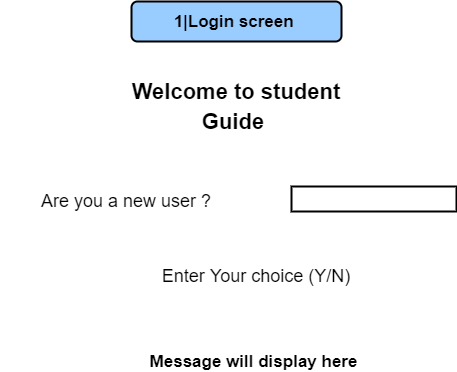 1|Login screen
Welcome to student
Guide
Are you a new user ?
Enter Your choice (Y/N)
Message will display here